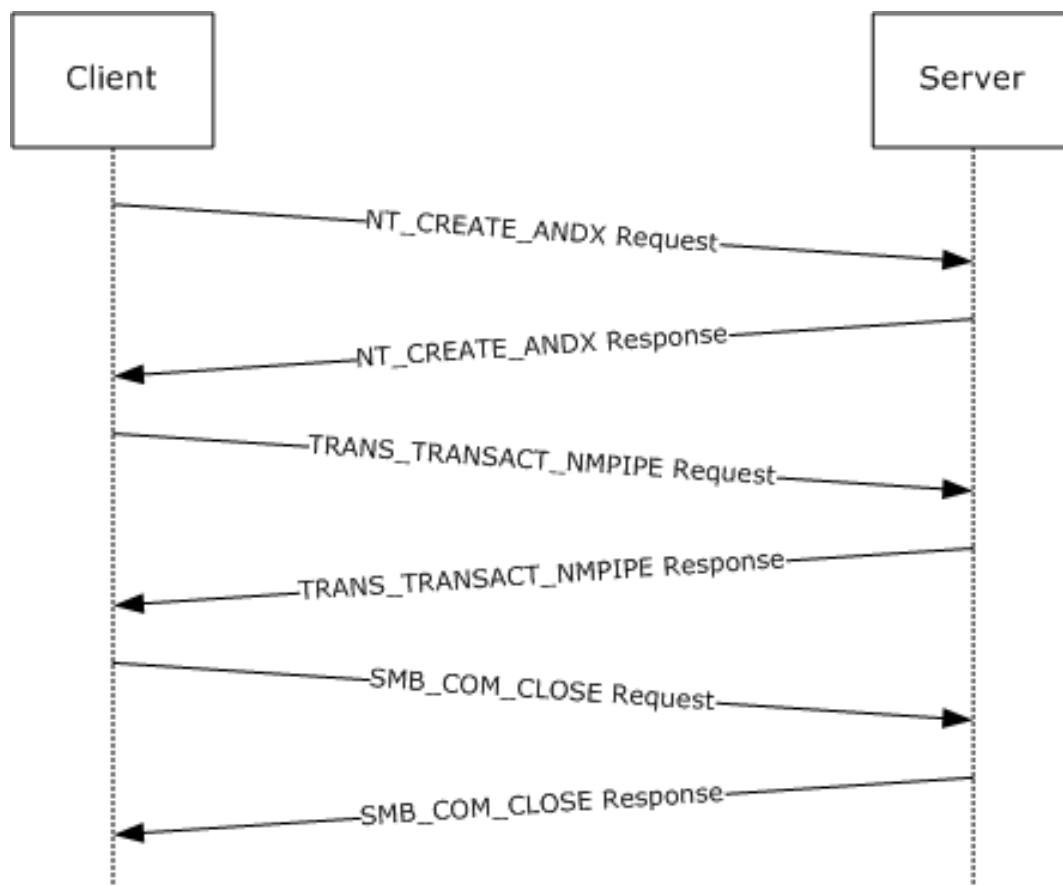 Client
Server
NT_CREATE_ANDX Request
NT_CREATE_ANDX Response
TRANS_TRANSACT_NMPIPE Request
TRANS_TRANSACT_NMPIPE Response
SMB_COM_CLOSE Request
SMB_COM_CLOSE Response